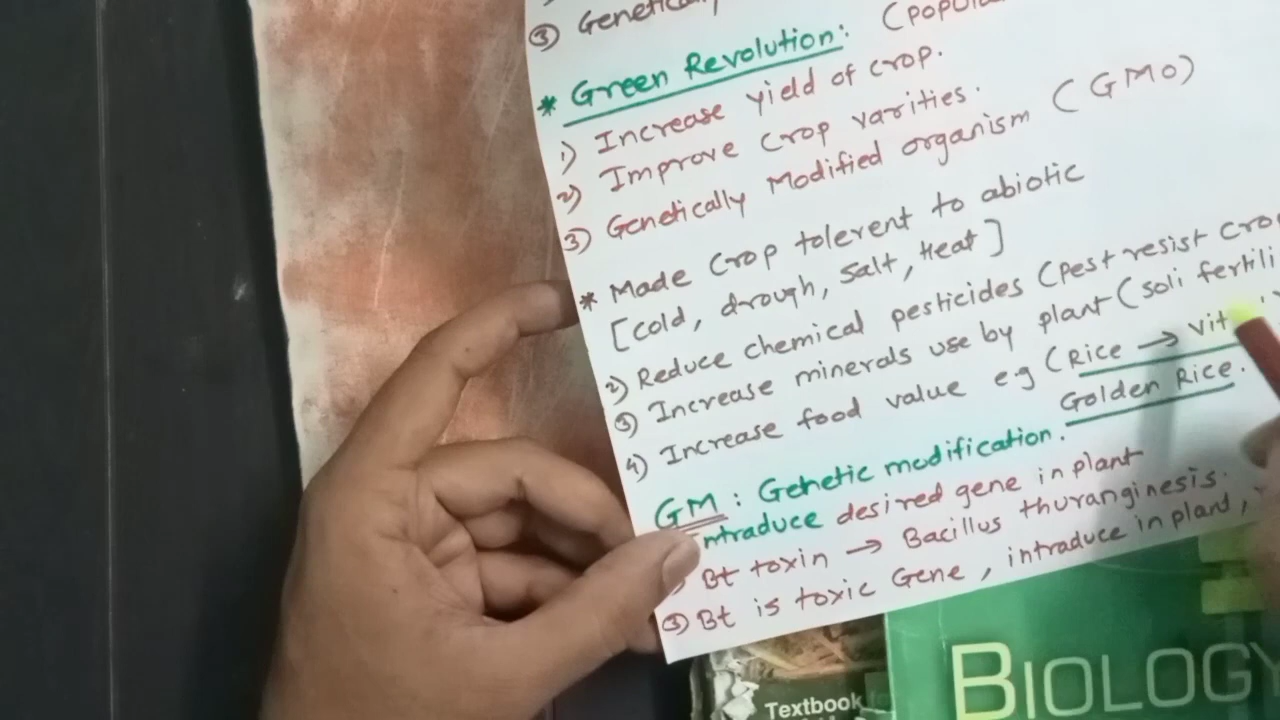 ③ Genetically
* Green Revolution: (popula
1) Increase yield of crop.
2) Improve crop varities.
3) Genetically Modified organism (GMO)
* Made Crop tolerent to abiotic
[cold, drough, salt, Heat]
2) Reduce chemical pesticides (Pest resist Crop
③ Increase minerals use by plant (soli fertili
4) Increase food value e.g (Rice → vit
Golden Rice.
GM : Genetic modification.
Intraduce desired gene in plant
Bt toxin → Bacillus thuranginesis.
③ Bt is toxic Gene, intraduce in plant,
BIOLOGY
Textbook